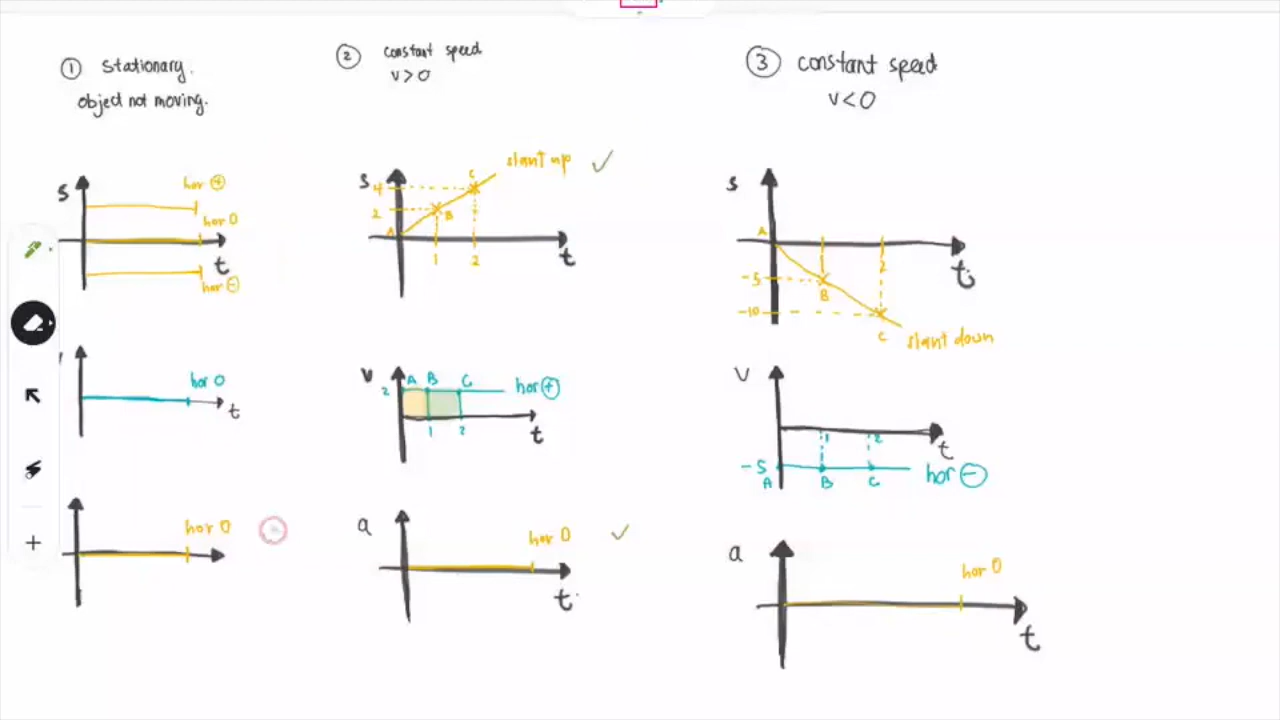 ① stationary.
object not moving.
② constant speed
v > 0
③ constant speed
v < 0
s
hor ⊕
hor 0
t
hor ⊖
s
4
2
A
B
C
slant up ✓
1
2
t
s
A
2
-5
B
-10
C
t
slant down
hor 0
t
v
2
A
B
C
hor ⊕
1
2
t
v
1
2
t
-5
A
B
C
hor ⊖
hor 0
a
hor 0
✓
t
a
hor 0
t